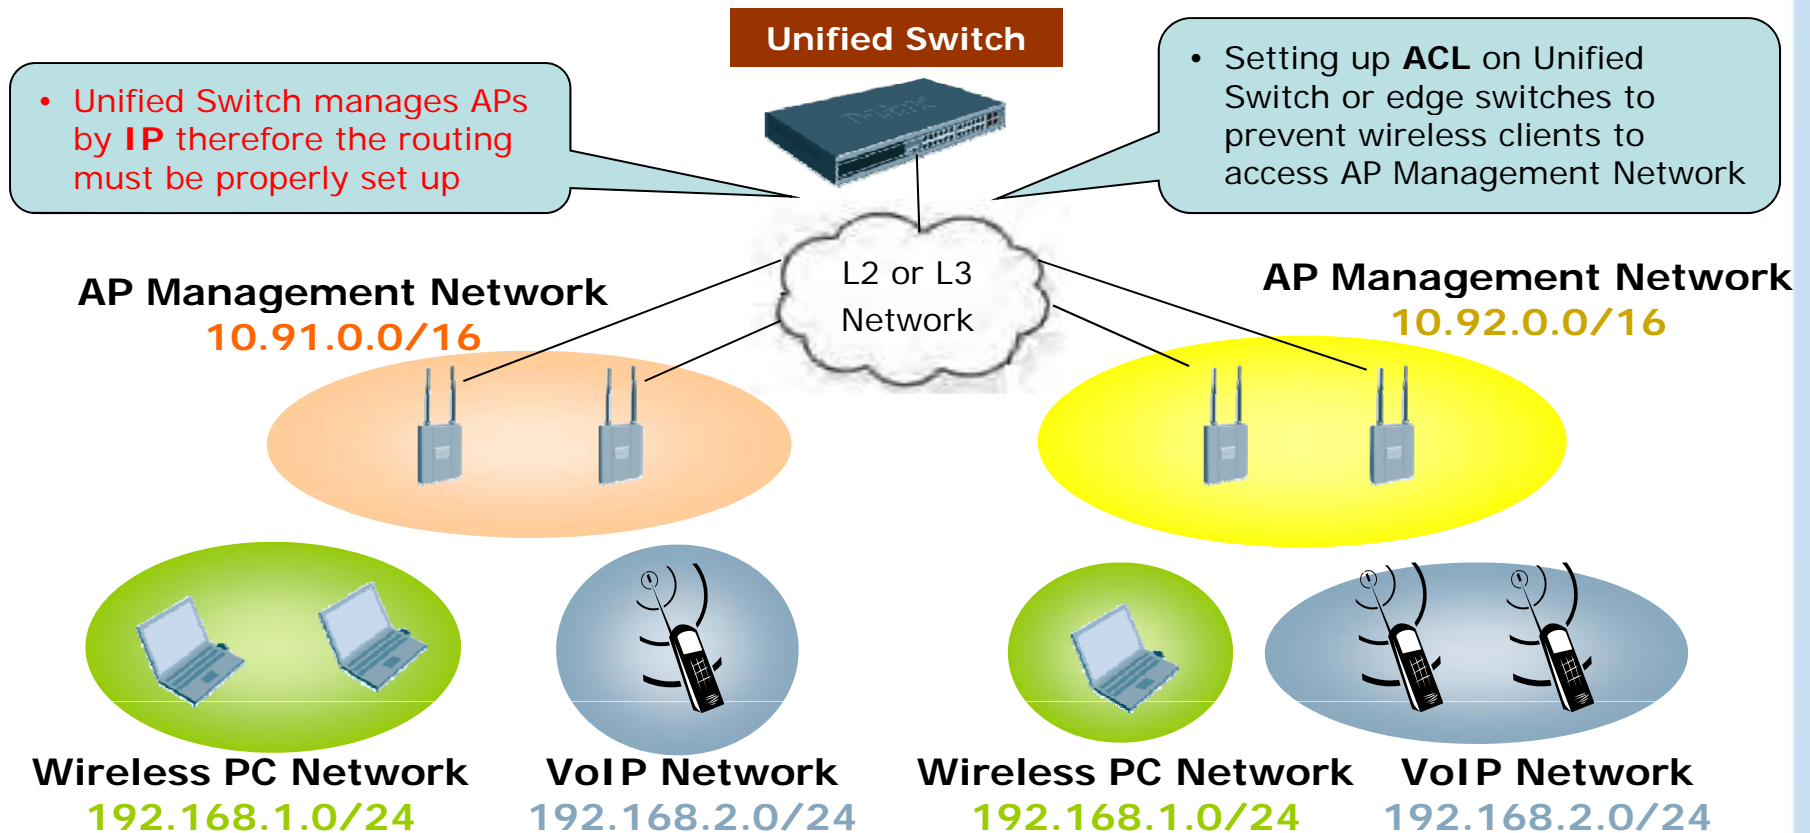 Unified Switch
• Unified Switch manages APs
by IP therefore the routing
must be properly set up
• Setting up ACL on Unified
Switch or edge switches to
prevent wireless clients to
access AP Management Network
L2 or L3
Network
AP Management Network
10.91.0.0/16
AP Management Network
10.92.0.0/16
Wireless PC Network
192.168.1.0/24
VoIP Network
192.168.2.0/24
Wireless PC Network
192.168.1.0/24
VoIP Network
192.168.2.0/24